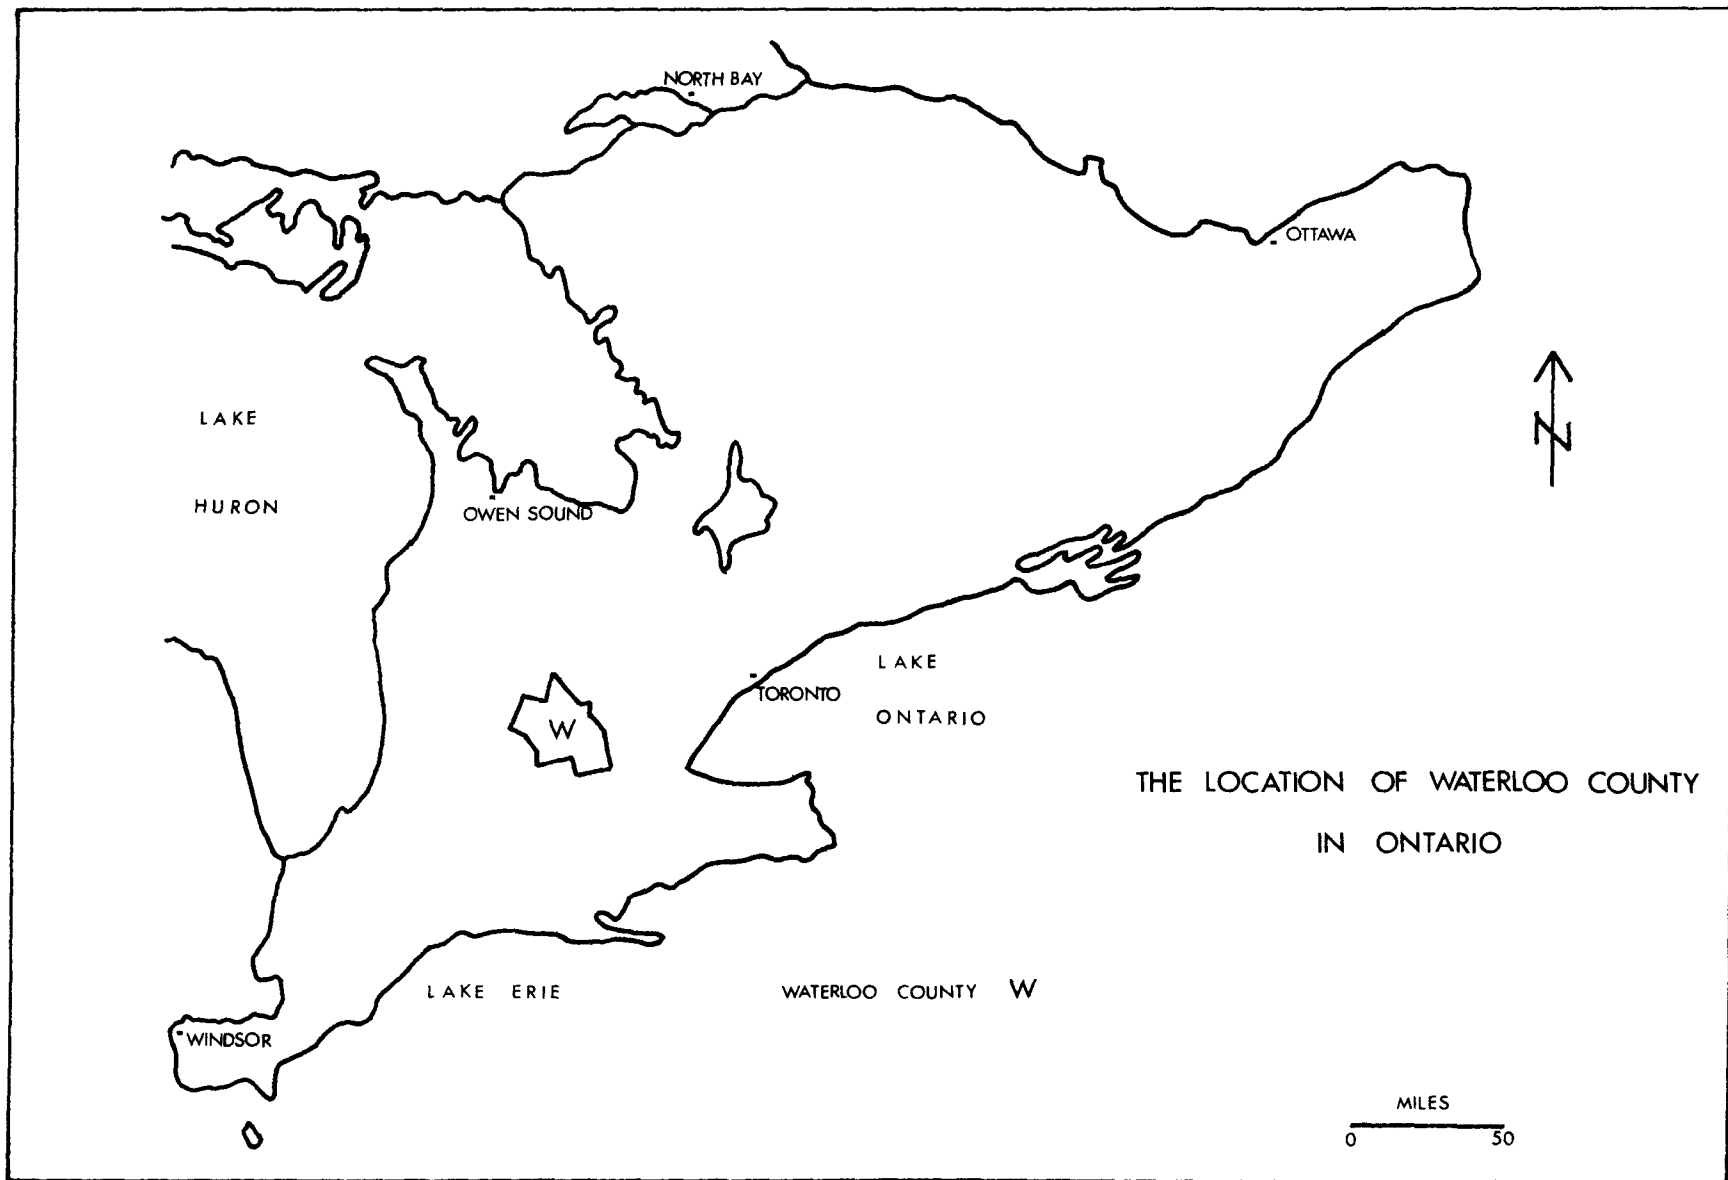 NORTH BAY
OTTAWA
LAKE
HURON
OWEN SOUND
LAKE
ONTARIO
TORONTO
W
THE LOCATION OF WATERLOO COUNTY
IN ONTARIO
LAKE ERIE
WATERLOO COUNTY W
WINDSOR
MILES
0 50
N